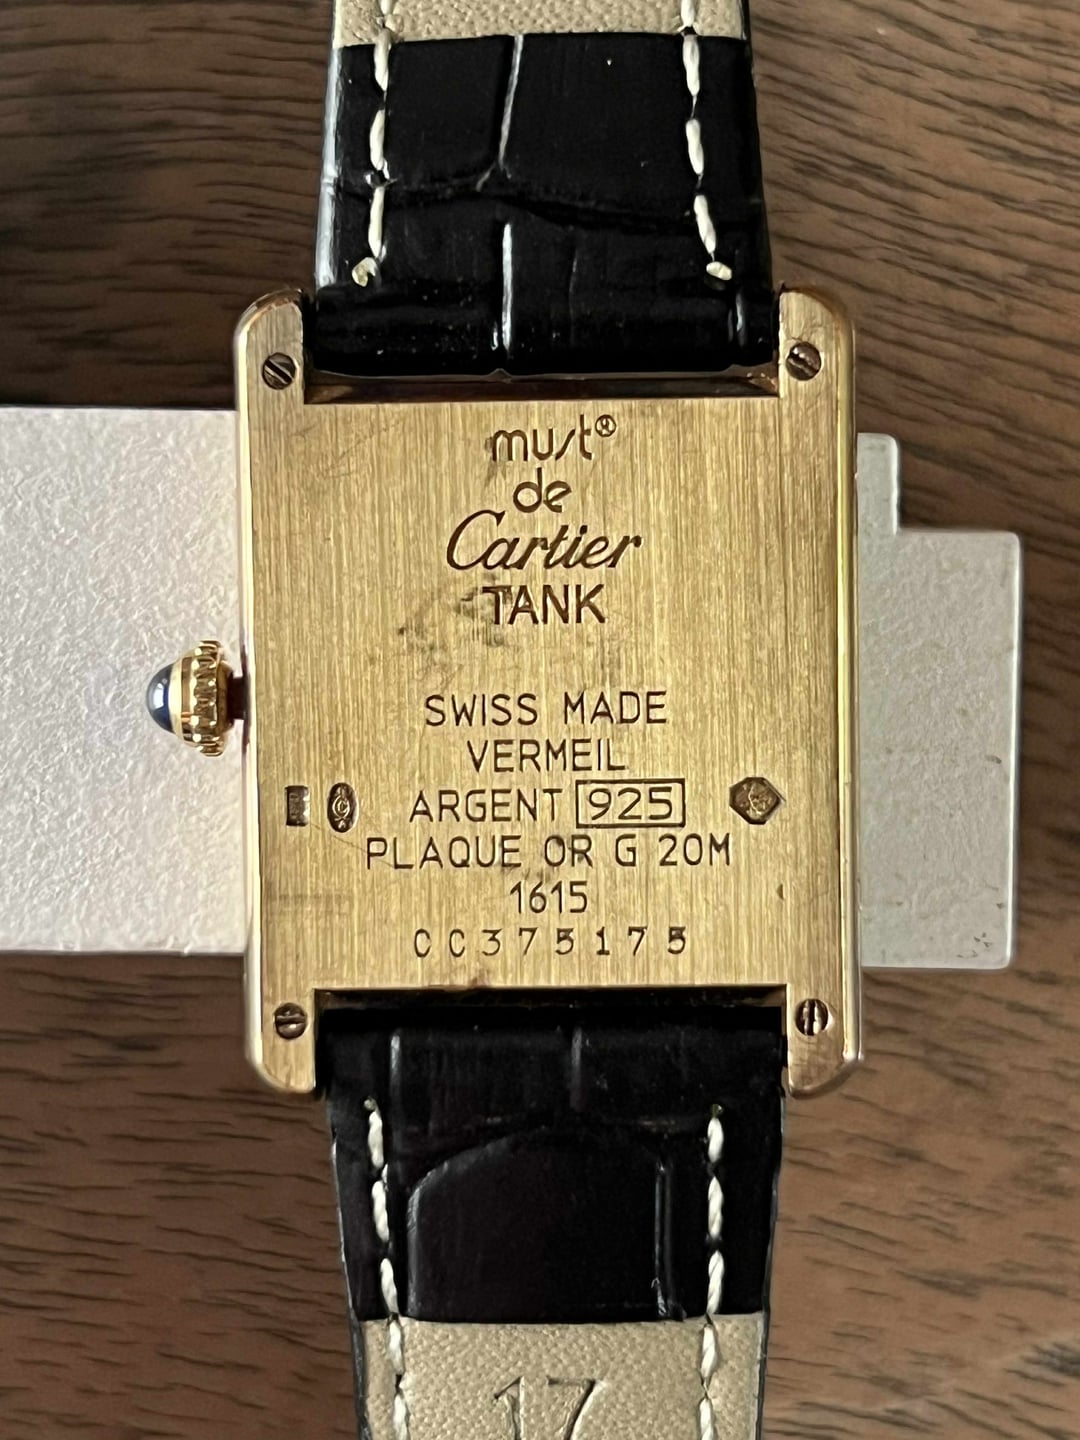 must®
de
Cartier
TANK
SWISS MADE
VERMEIL
ARGENT 925
PLAQUE OR G 20M
1615
CC375175
17